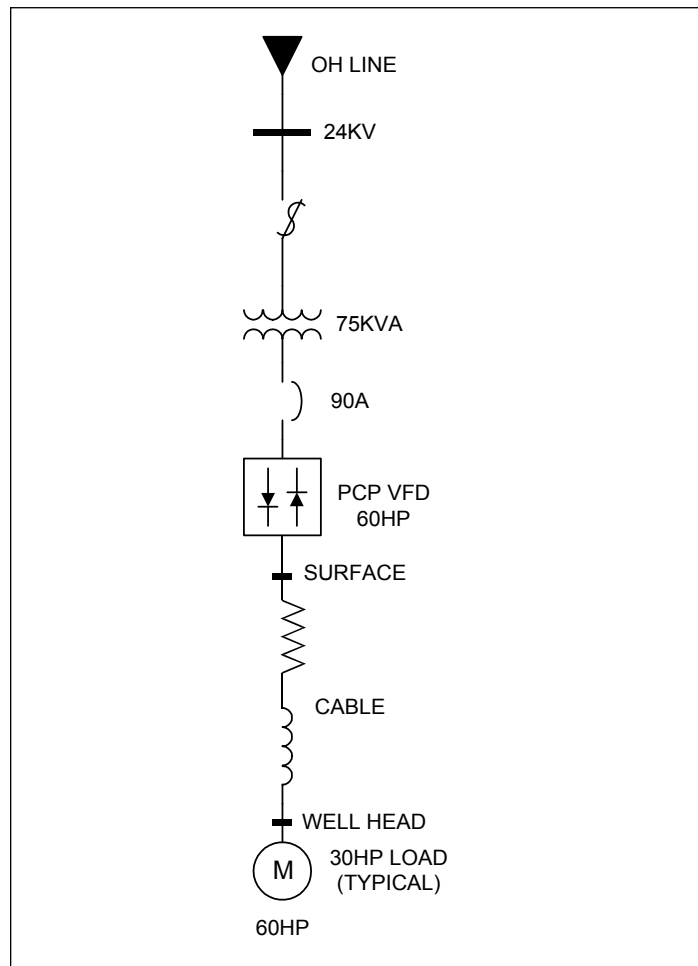 OH LINE
24KV
75KVA
90A
PCP VFD
60HP
SURFACE
CABLE
WELL HEAD
M
30HP LOAD
(TYPICAL)
60HP